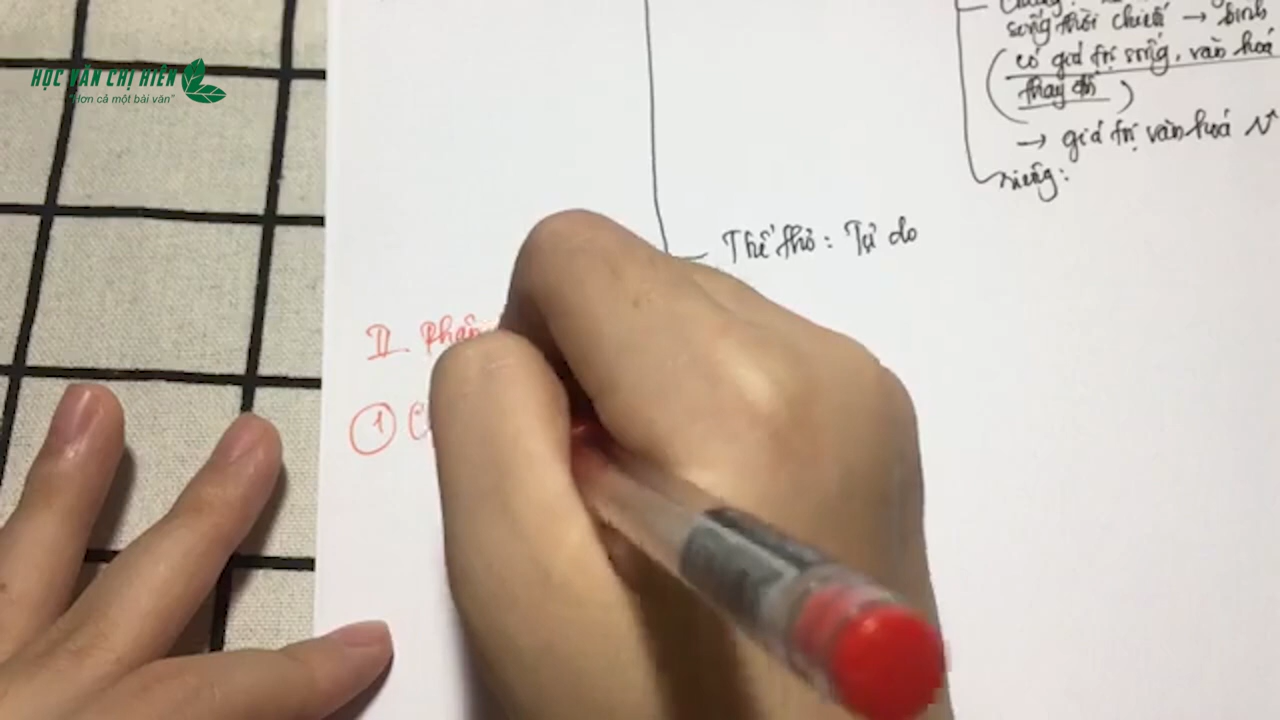 HỌC VĂN CHỊ HIÊN
"Hơn cả một bài văn"
sống thời chiến → bình
(có giá trị sống, văn hoá
thay đổi)
→ giá trị văn hoá
riêng:
Thể thơ: Tự do
II Phân
①